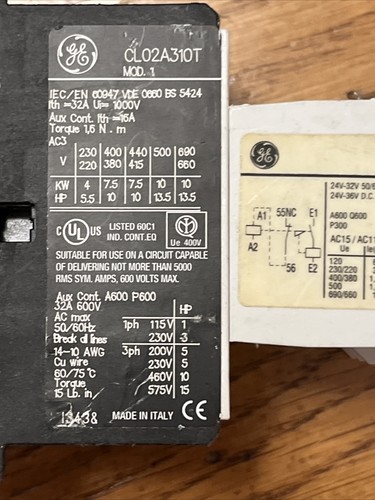 GE
CL02A310T
MOD. 1
IEC/EN 60947 VDE 0660 BS 5424
Ith =32A Ui= 1000V
Aux Cont. Ith =16A
Torque 1,6 N . m
AC3
V 230 400 440 500 690
220 380 415 660
KW 4 7.5 7.5 10 10
HP 5.5 10 10 13.5 13.5
C UL US LISTED 60C1
IND. CONT.EQ
Ue 400V
SUITABLE FOR USE ON A CIRCUIT CAPABLE
OF DELIVERING NOT MORE THAN 5000
RMS SYM. AMPS, 600 VOLTS MAX.
Aux Cont. A600 P600
32A 600V HP
AC max 1ph 115V 1
50/60Hz 230V 3
Break all lines
14-10 AWG 3ph 200V 5
Cu wire 230V 5
60/75°C 460V 10
Torque 575V 15
15 Lb. in.
13438 MADE IN ITALY CE
GE
24V-32V 50/6
24V-36V D.C.
A600 Q600
P300
A1 55NC E1
A2 56 E2
AC15/AC11
Ue
120
230/220
400/380
500
690/660